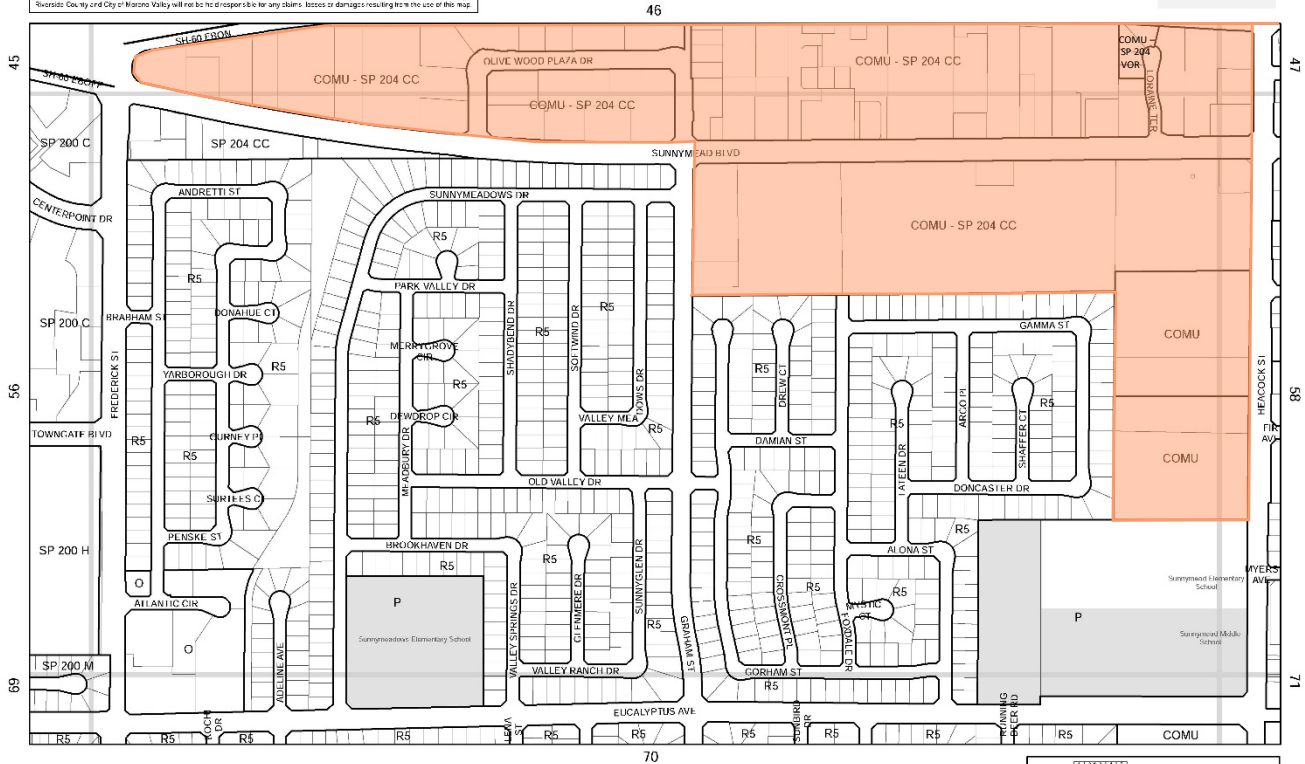 Riverside County and City of Moreno Valley will not be held responsible for any claims, losses or damages resulting from the use of this map.
46
45
47
SH-60 EBON
SH-60 EBOFF
OLIVE WOOD PLAZA DR
COMU - SP 204 CC
COMU - SP 204 CC
COMU - SP 204 CC
COMU –
SP 204
VOR
LORAINE TER
SP 200 C
SP 204 CC
SUNNYMEAD BLVD
ANDRETTI ST
SUNNYMEADOWS DR
CENTERPOINT DR
COMU - SP 204 CC
R5
R5
PARK VALLEY DR
R5
SP 200 C
BRABHAM ST
DONAHUE CT
SHADYBEND DR
SOFTWIND DR
R5
R5
GAMMA ST
COMU
FREDERICK ST
MERRYGROVE
CIR
YARBOROUGH DR
R5
R5
R5
DREW CT
HEACOCK ST
56
58
DEWDROP CIR
VALLEY MEADOWS DR
R5
R5
ARGO PL
SHAFFER CT
R5
FIR
AVE
TOWNGATE BLVD
R5
GURNEY PL
R5
MEADBURY DR
R5
DAMIAN ST
LATEEN DR
COMU
SURTEES C
OLD VALLEY DR
DONCASTER DR
PENSKE ST
BROOKHAVEN DR
R5
R5
R5
R5
ALONA ST
SP 200 H
O
ATLANTIC CIR
P
VALLEY SPRINGS DR
GLENMERE DR
SUNNYGLEN DR
R5
CROSSMONT PL
R5
MYSTIC
CT
R5
FOXDALE DR
Sunnymead Elementary
School
MYERS
AVE
P
Sunnymeadows Elementary School
Sunnymead Middle
School
O
R5
GRAHAM ST
SP 200 M
ADELINE AVE
VALLEY RANCH DR
GORHAM ST
R5
69
71
EUCALYPTUS AVE
KOCHI
DR
SUNBIRD
DR
RUNNING
DEER RD
R5
R5
R5
R5
R5
R5
R5
R5
R5
R5
COMU
70